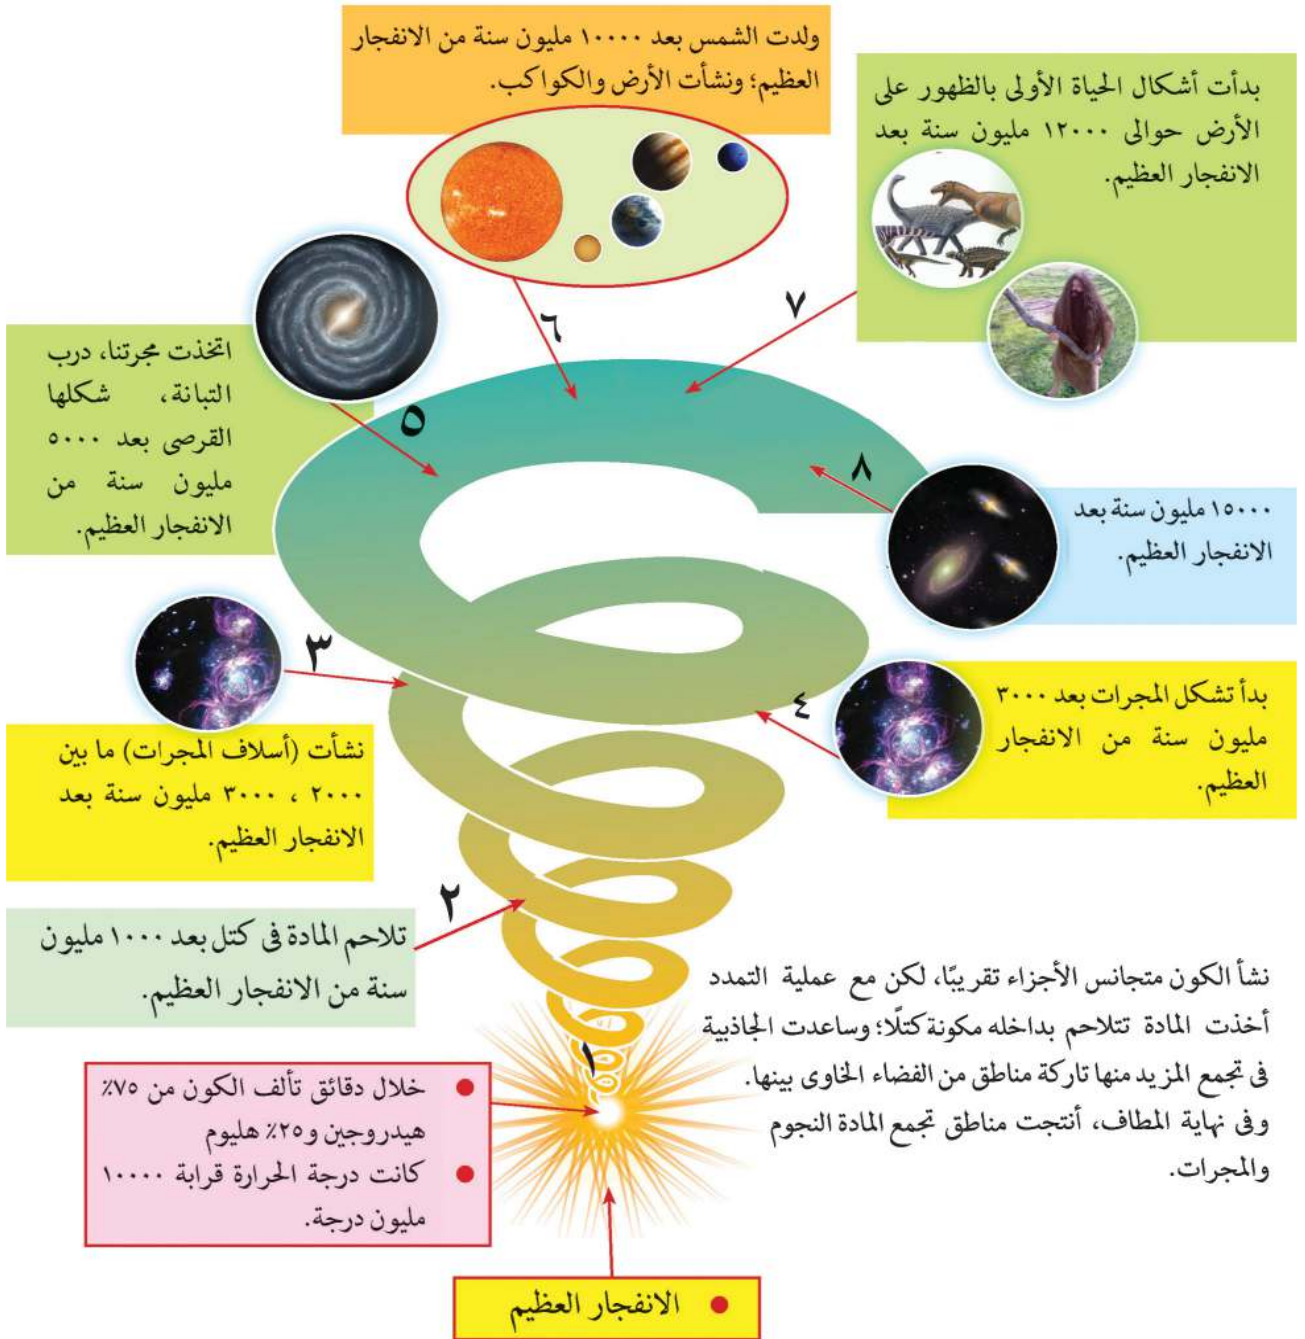 ولدت الشمس بعد ١٠٠٠٠ مليون سنة من الانفجار
العظيم؛ ونشأت الأرض والكواكب.
بدأت أشكال الحياة الأولى بالظهور على
الأرض حوالى ١٢٠٠٠ مليون سنة بعد
الانفجار العظيم.
٧
٦
اتخذت مجرتنا، درب
التبانة، شكلها
القرصى بعد ٥٠٠٠
مليون سنة من
الانفجار العظيم.
٥
٨
١٥٠٠٠ مليون سنة بعد
الانفجار العظيم.
٣
نشأت (أسلاف المجرات) ما بين
٢٠٠٠ ، ٣٠٠٠ مليون سنة بعد
الانفجار العظيم.
٤
بدأ تشكل المجرات بعد ٣٠٠٠
مليون سنة من الانفجار
العظيم.
٢
تلاحم المادة فى كتل بعد ١٠٠٠ مليون
سنة من الانفجار العظيم.
نشأ الكون متجانس الأجزاء تقريبًا، لكن مع عملية التمدد
أخذت المادة تتلاحم بداخله مكونة كتلًا؛ وساعدت الجاذبية
فى تجمع المزيد منها تاركة مناطق من الفضاء الخاوى بينها.
وفى نهاية المطاف، أنتجت مناطق تجمع المادة النجوم
والمجرات.
١
● خلال دقائق تألف الكون من ٧٥٪
هيدروجين و٢٥٪ هليوم
● كانت درجة الحرارة قرابة ١٠٠٠٠
مليون درجة.
● الانفجار العظيم